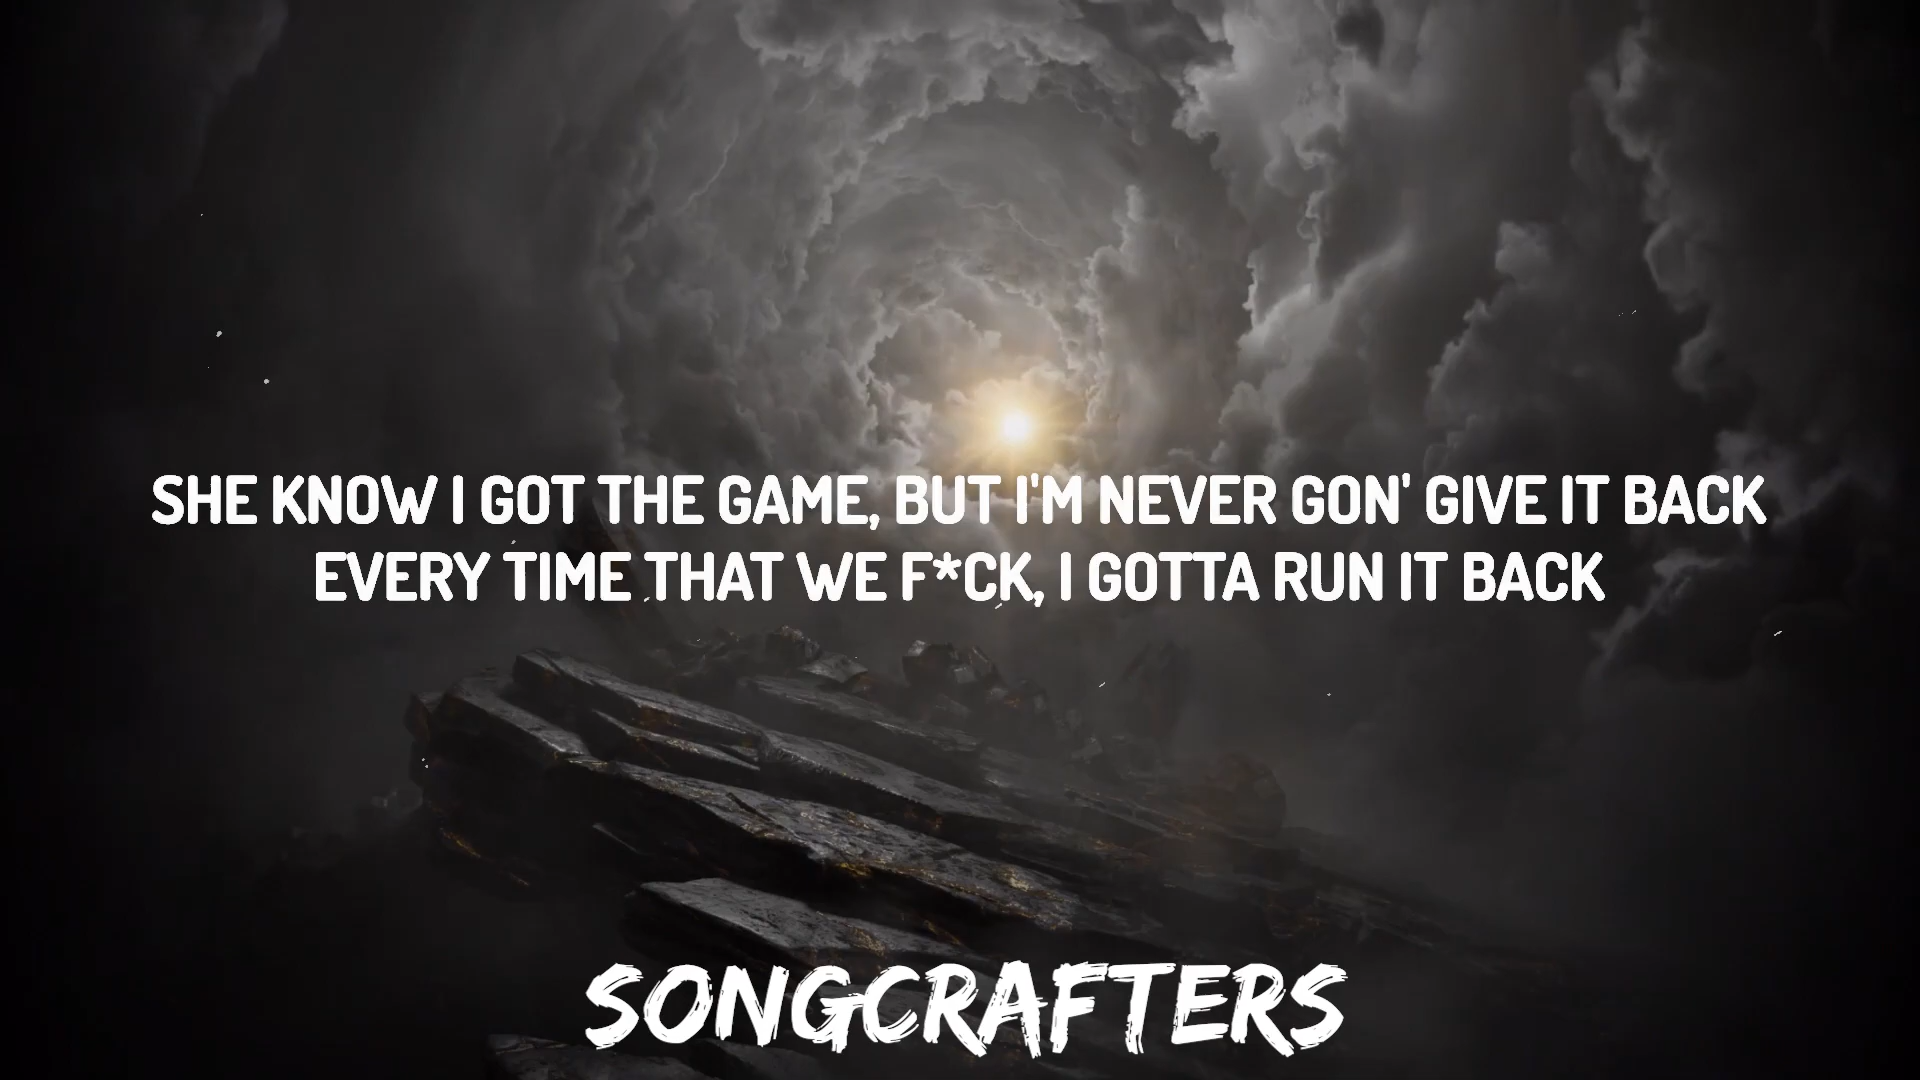 SHE KNOW I GOT THE GAME, BUT I'M NEVER GON' GIVE IT BACK
EVERY TIME THAT WE F*CK, I GOTTA RUN IT BACK
SONGCRAFTERS